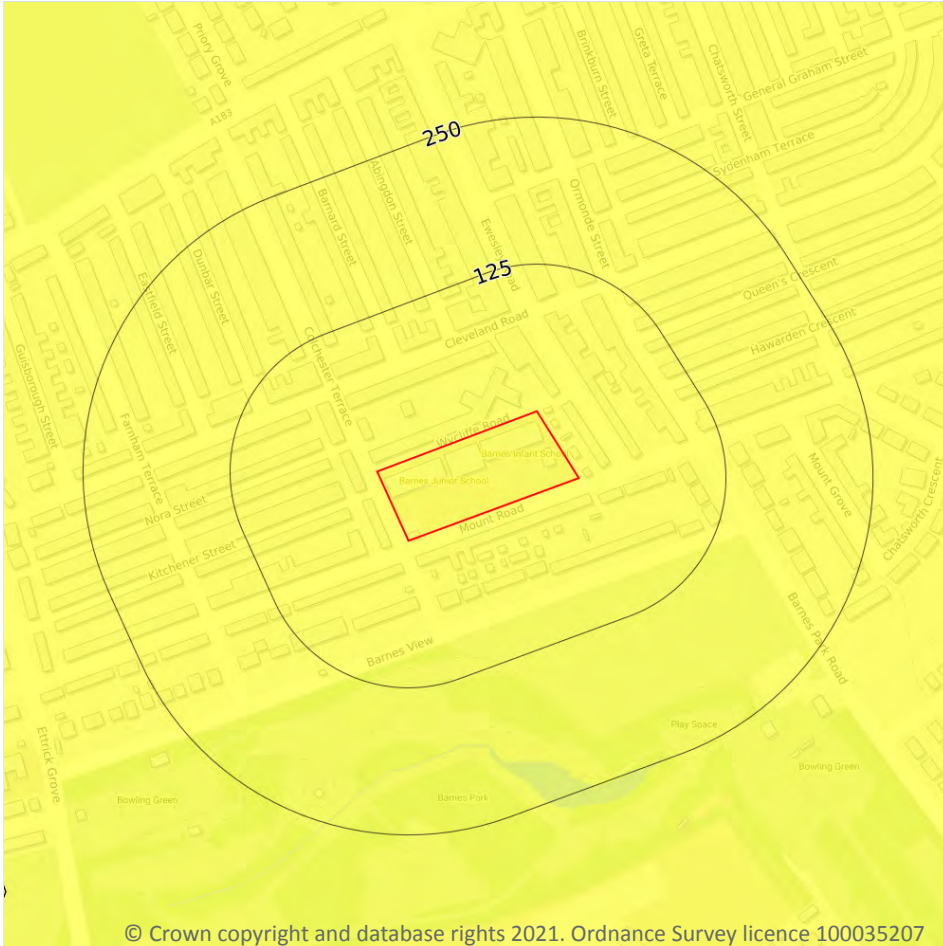 Priory Grove
A183
250
Brinkburn Street
Greta Terrace
Chatsworth Street
General Graham Street
Sydenham Terrace
Abingdon Street
Barnard Street
Ormonde Street
Dunbar Street
Eastfield Street
125
Queen's Crescent
Cleveland Road
Hawarden Crescent
Guisborough Street
Colchester Terrace
Farnham Terrace
Wycliffe Road
Barnes Infant School
Barnes Junior School
Mount Grove
Nora Street
Mount Road
Chatsworth Crescent
Kitchener Street
Barnes View
Barnes Park Road
Play Space
Ettrick Grove
Bowling Green
Barnes Park
Bowling Green
© Crown copyright and database rights 2021. Ordnance Survey licence 100035207